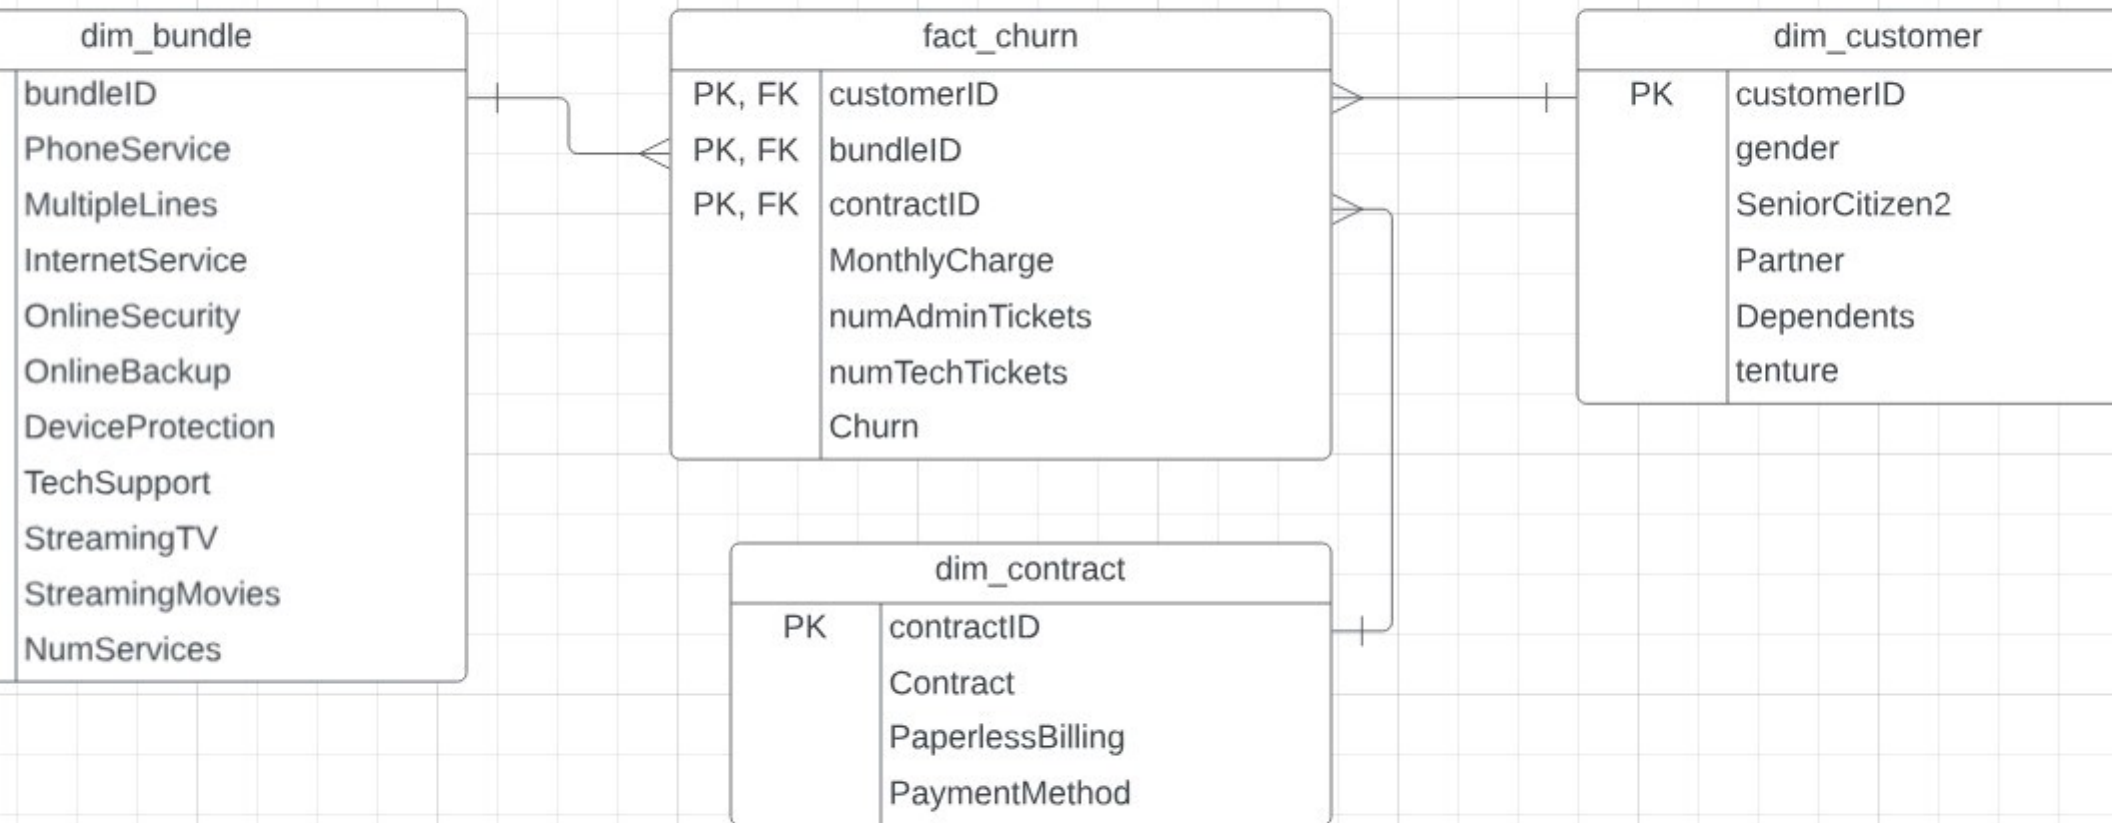 dim_bundle
bundleID
PhoneService
MultipleLines
InternetService
OnlineSecurity
OnlineBackup
DeviceProtection
TechSupport
StreamingTV
StreamingMovies
NumServices
fact_churn
PK, FK customerID
PK, FK bundleID
PK, FK contractID
MonthlyCharge
numAdminTickets
numTechTickets
Churn
dim_customer
PK customerID
gender
SeniorCitizen2
Partner
Dependents
tenture
dim_contract
PK contractID
Contract
PaperlessBilling
PaymentMethod